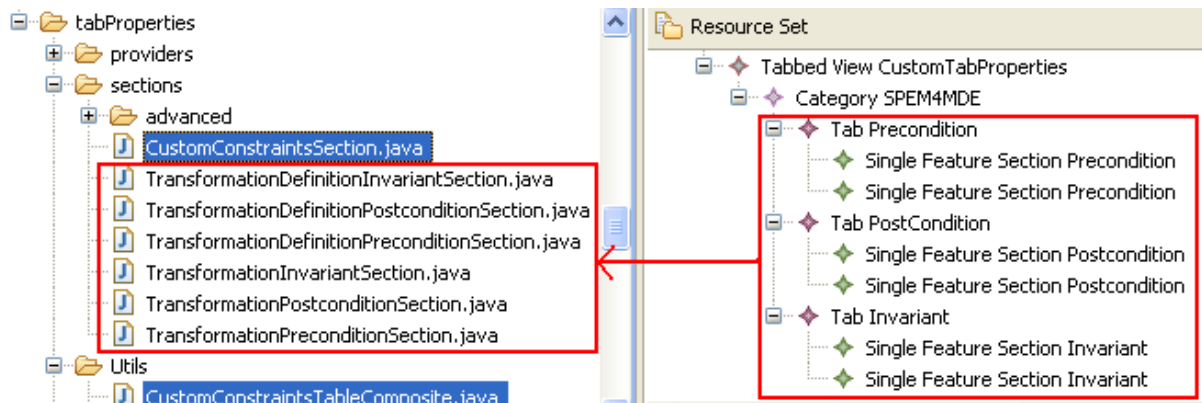 tabProperties
providers
sections
advanced
CustomConstraintsSection.java
TransformationDefinitionInvariantSection.java
TransformationDefinitionPostconditionSection.java
TransformationDefinitionPreconditionSection.java
TransformationInvariantSection.java
TransformationPostconditionSection.java
TransformationPreconditionSection.java
Utils
CustomConstraintsTableComposite.java
Resource Set
Tabbed View CustomTabProperties
Category SPEM4MDE
Tab Precondition
Single Feature Section Precondition
Single Feature Section Precondition
Tab PostCondition
Single Feature Section Postcondition
Single Feature Section Postcondition
Tab Invariant
Single Feature Section Invariant
Single Feature Section Invariant